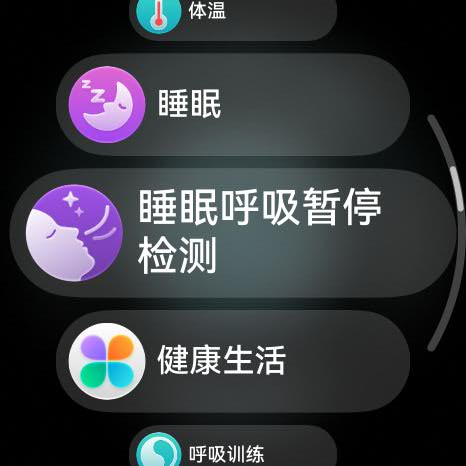 体温
睡眠
睡眠呼吸暂停
检测
健康生活
呼吸训练